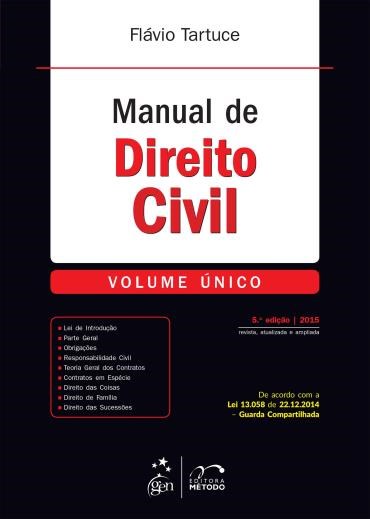 Flávio Tartuce
Manual de
Direito
Civil
VOLUME ÚNICO
5.ª edição | 2015
revista, atualizada e ampliada
Lei de Introdução
Parte Geral
Obrigações
Responsabilidade Civil
Teoria Geral dos Contratos
Contratos em Espécie
Direito das Coisas
Direito de Família
Direito das Sucessões
De acordo com a
Lei 13.058 de 22.12.2014
– Guarda Compartilhada
gen
EDITORA
MÉTODO